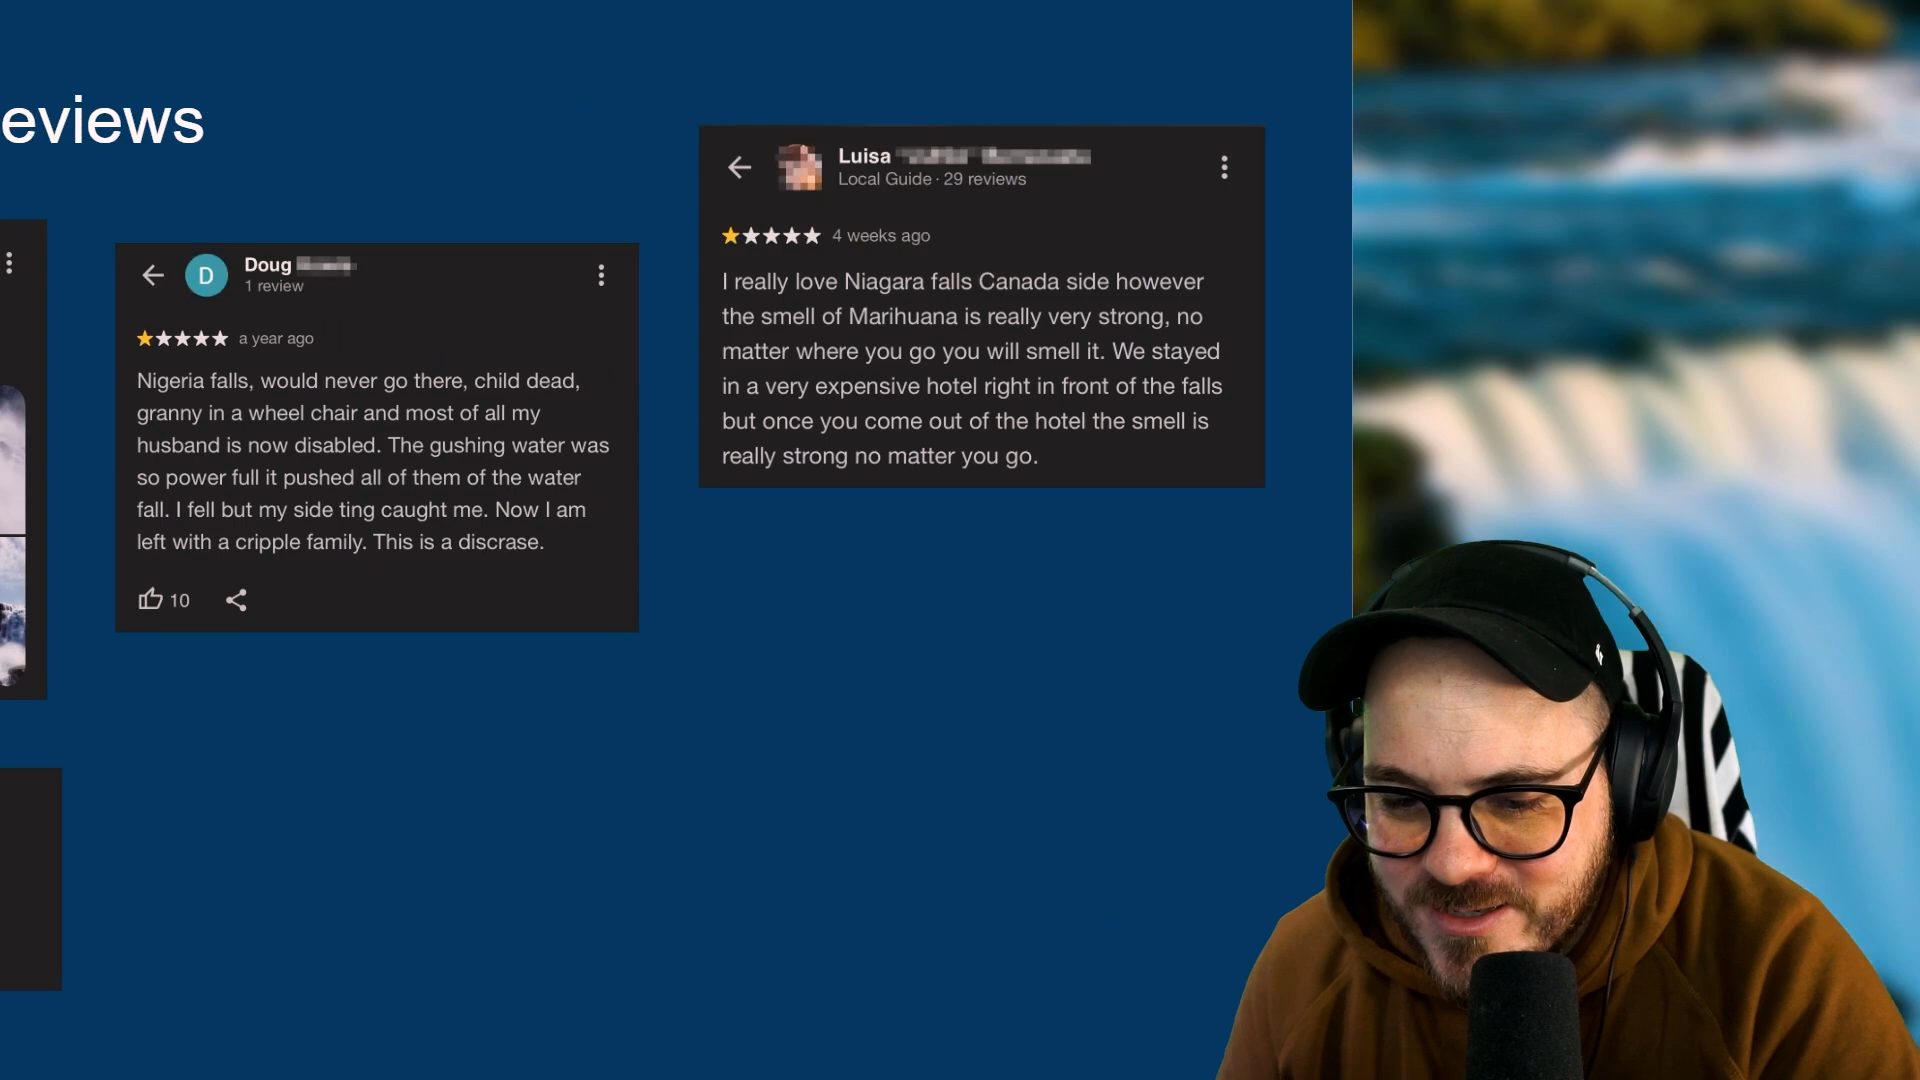 eviews
Doug
1 review
a year ago
Nigeria falls, would never go there, child dead,
granny in a wheel chair and most of all my
husband is now disabled. The gushing water was
so power full it pushed all of them of the water
fall. I fell but my side ting caught me. Now I am
left with a cripple family. This is a discrase.
10
D
Luisa
Local Guide · 29 reviews
4 weeks ago
I really love Niagara falls Canada side however
the smell of Marihuana is really very strong, no
matter where you go you will smell it. We stayed
in a very expensive hotel right in front of the falls
but once you come out of the hotel the smell is
really strong no matter you go.